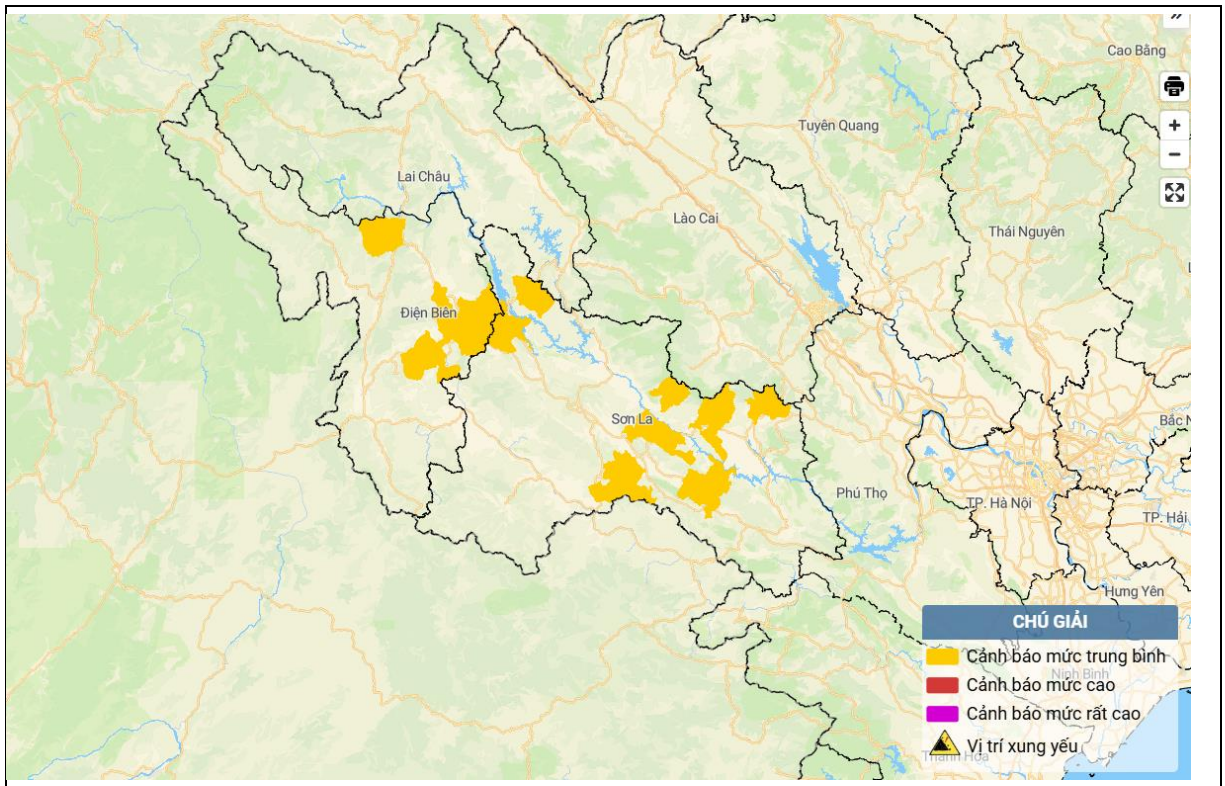 »
Cao Bằng
+
−
Tuyên Quang
Lai Châu
Lào Cai
Thái Nguyên
Điện Biên
Sơn La
Bắc N
Phú Thọ
TP. Hà Nội
TP. Hải
Hưng Yên
CHÚ GIẢI
Cảnh báo mức trung bình
Ninh Bình
Cảnh báo mức cao
Cảnh báo mức rất cao
Vị trí xung yếu
Thanh Hóa